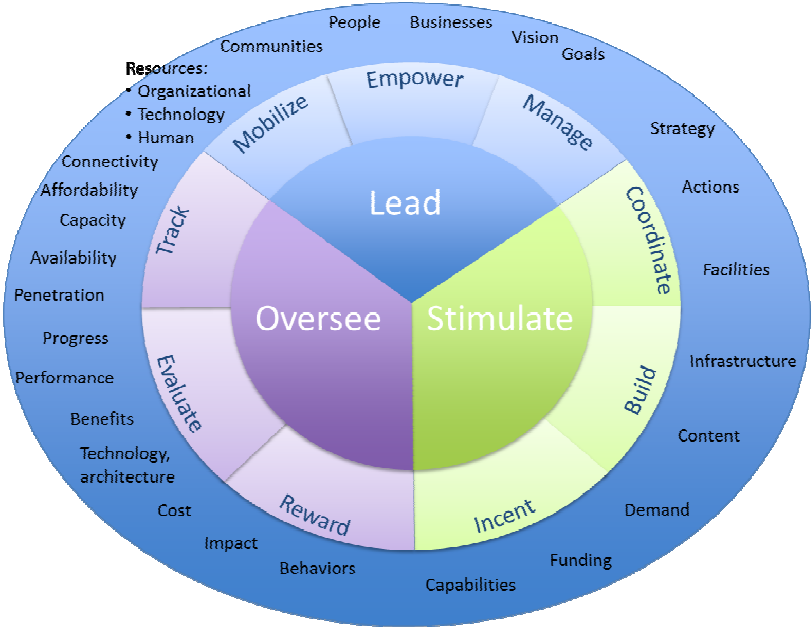 People
Businesses
Communities
Vision
Goals
Resources:
• Organizational
• Technology
• Human
Empower
Mobilize
Manage
Strategy
Connectivity
Affordability
Actions
Capacity
Lead
Track
Coordinate
Availability
Facilities
Penetration
Oversee
Stimulate
Progress
Infrastructure
Performance
Evaluate
Build
Benefits
Content
Technology,
architecture
Cost
Reward
Incent
Demand
Impact
Behaviors
Funding
Capabilities